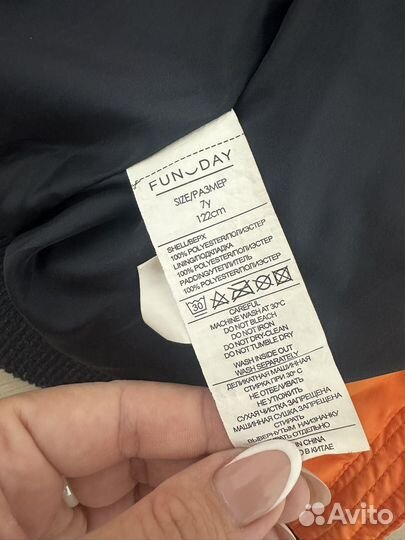 FUN DAY
SIZE/РАЗМЕР
7y
122cm
SHELL/ВЕРХ
100% POLYESTER/ПОЛИЭСТЕР
LINING/ПОДКЛАДКА
100% POLYESTER/ПОЛИЭСТЕР
PADDING/УТЕПЛИТЕЛЬ
100% POLYESTER/ПОЛИЭСТЕР
30
CAREFUL
MACHINE WASH AT 30°C
DO NOT BLEACH
DO NOT IRON
DO NOT DRY-CLEAN
DO NOT TUMBLE DRY
WASH INSIDE OUT
WASH SEPARATELY
ДЕЛИКАТНАЯ МАШИННАЯ
СТИРКА ПРИ 30°C
НЕ ОТБЕЛИВАТЬ
НЕ УТЮЖИТЬ
СУХАЯ ЧИСТКА ЗАПРЕЩЕНА
МАШИННАЯ СУШКА ЗАПРЕЩЕНА
ВЫВЕРНУТЫМ НАИЗНАНКУ
ОТДЕЛЬНО
IN CHINA
О В КИТАЕ
Avito